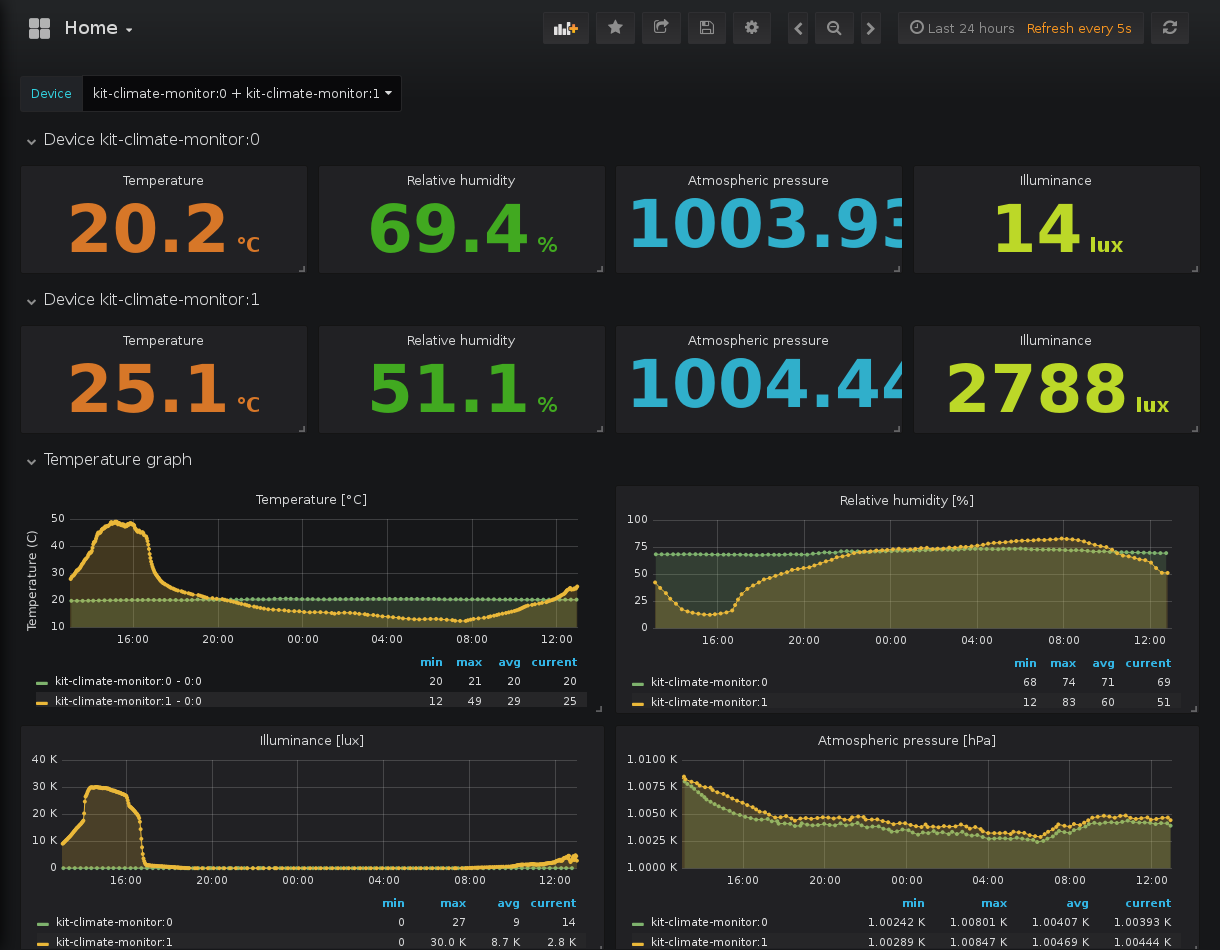 Home
Last 24 hours Refresh every 5s
Device kit-climate-monitor:0 + kit-climate-monitor:1
Device kit-climate-monitor:0
Temperature Relative humidity Atmospheric pressure Illuminance
20.2 °C 69.4 % 1003.93 14 lux
Device kit-climate-monitor:1
Temperature Relative humidity Atmospheric pressure Illuminance
25.1 °C 51.1 % 1004.44 2788 lux
Temperature graph
Temperature [°C]
Temperature (C)
50
40
30
20
10
16:00 20:00 00:00 04:00 08:00 12:00
min max avg current
kit-climate-monitor:0 - 0:0 20 21 20 20
kit-climate-monitor:1 - 0:0 12 49 29 25
Relative humidity [%]
100
75
50
25
0
16:00 20:00 00:00 04:00 08:00 12:00
min max avg current
kit-climate-monitor:0 68 74 71 69
kit-climate-monitor:1 12 83 60 51
Illuminance [lux]
40 K
30 K
20 K
10 K
0
16:00 20:00 00:00 04:00 08:00 12:00
min max avg current
kit-climate-monitor:0 0 27 9 14
kit-climate-monitor:1 0 30.0 K 8.7 K 2.8 K
Atmospheric pressure [hPa]
1.0100 K
1.0075 K
1.0050 K
1.0025 K
1.0000 K
16:00 20:00 00:00 04:00 08:00 12:00
min max avg current
kit-climate-monitor:0 1.00242 K 1.00801 K 1.00407 K 1.00393 K
kit-climate-monitor:1 1.00289 K 1.00847 K 1.00469 K 1.00444 K